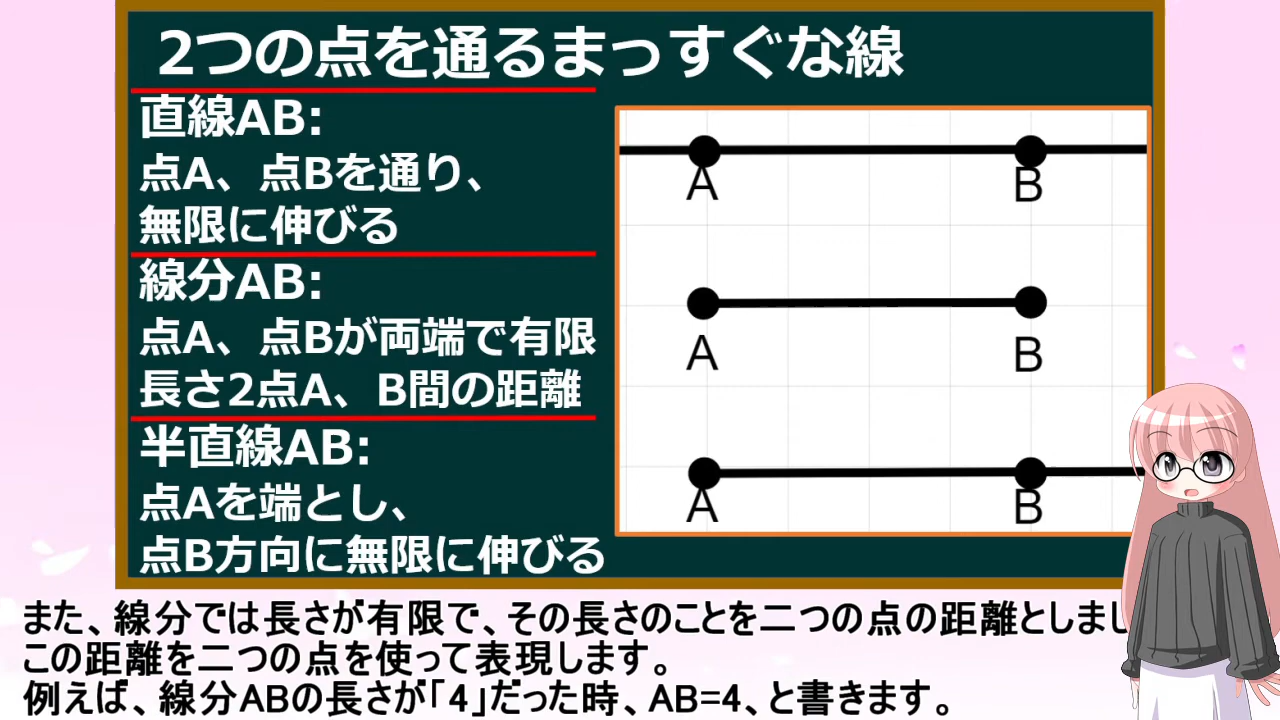 2つの点を通るまっすぐな線
直線AB:
点A、点Bを通り、
無限に伸びる
線分AB:
点A、点Bが両端で有限
長さ2点A、B間の距離
半直線AB:
点Aを端とし、
点B方向に無限に伸びる
A B
A B
A B
また、線分では長さが有限で、その長さのことを二つの点の距離としまし
この距離を二つの点を使って表現します。
例えば、線分ABの長さが「4」だった時、AB=4、と書きます。